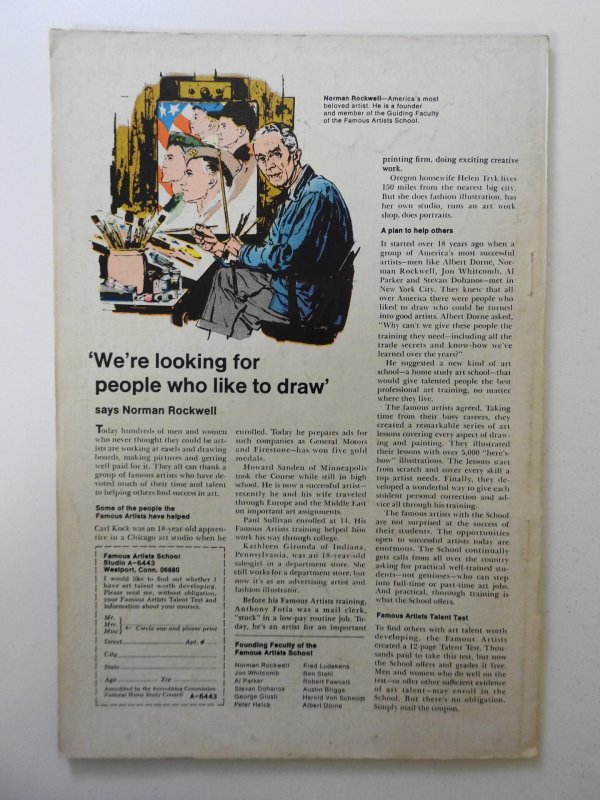 Norman Rockwell—America's most
beloved artist. He is a founder
and member of the Guiding Faculty
of the Famous Artists School.
'We're looking for
people who like to draw'
says Norman Rockwell
Today hundreds of men and women
who never thought they could be art-
ists are working at easels and drawing
boards, making pictures and getting
well paid for it. They all can thank a
group of famous artists who have de-
voted much of their time and talent
to helping others find success in art.
Some of the people the
Famous Artists have helped
Carl Kock was an 18-year-old appren-
tice in a Chicago art studio when he
Famous Artists School
Studio A-6443
Westport, Conn. 06880
I would like to find out whether I
have art talent worth developing.
Please send me, without obligation,
your Famous Artists Talent Test and
information about your courses.
Mr.
Mrs.
Miss
← Circle one and please print
Street Apt. #
City
State
Age Zip
Accredited by the Accrediting Commission
National Home Study Council A-6443
enrolled. Today he prepares ads for
such companies as General Motors
and Firestone—has won five gold
medals.
Howard Sanden of Minneapolis
took the Course while still in high
school. He is now a successful artist—
recently he and his wife traveled
through Europe and the Middle East
on important art assignments.
Paul Sullivan enrolled at 14. His
Famous Artists training helped him
work his way through college.
Kathleen Gironda of Indiana,
Pennsylvania, was an 18-year-old
salesgirl in a department store. She
still works for a department store, but
now it's as an advertising artist and
fashion illustrator.
Before his Famous Artists training,
Anthony Fotia was a mail clerk,
"stuck" in a low-pay routine job. To-
day, he's an artist for an important
Founding Faculty of the
Famous Artists School
Norman Rockwell
Jon Whitcomb
Al Parker
Stevan Dohanos
George Giusti
Peter Helck
Fred Ludekens
Ben Stahl
Robert Fawcett
Austin Briggs
Harold Von Schmidt
Albert Dorne
printing firm, doing exciting creative
work.
Oregon housewife Helen Tryk lives
150 miles from the nearest big city.
But she does fashion illustration, has
her own studio, runs an art work
shop, does portraits.
A plan to help others
It started over 18 years ago when a
group of America's most successful
artists—men like Albert Dorne, Nor-
man Rockwell, Jon Whitcomb, Al
Parker and Stevan Dohanos—met in
New York City. They knew that all
over America there were people who
liked to draw who could be turned
into good artists. Albert Dorne asked,
"Why can't we give these people the
training they need—including all the
trade secrets and know-how we've
learned over the years?"
He suggested a new kind of art
school—a home study art school—that
would give talented people the best
professional art training, no matter
where they live.
The famous artists agreed. Taking
time from their busy careers, they
created a remarkable series of art
lessons covering every aspect of draw-
ing and painting. They illustrated
their lessons with over 5,000 "here's-
how" illustrations. The lessons start
from scratch and cover every skill a
top artist needs. Finally, they de-
veloped a wonderful way to give each
student personal correction and ad-
vice all through his training.
The famous artists with the School
are not surprised at the success of
their students. The opportunities
open to successful artists today are
enormous. The School continually
gets calls from all over the country
asking for practical well-trained stu-
dents—not geniuses—who can step
into full-time or part-time art jobs.
And practical, thorough training is
what the School offers.
Famous Artists Talent Test
To find others with art talent worth
developing, the Famous Artists
created a 12-page Talent Test. Thou-
sands paid to take this test, but now
the School offers and grades it free.
Men and women who do well on the
test—or offer other sufficient evidence
of art talent—may enroll in the
School. But there's no obligation.
Simply mail the coupon.